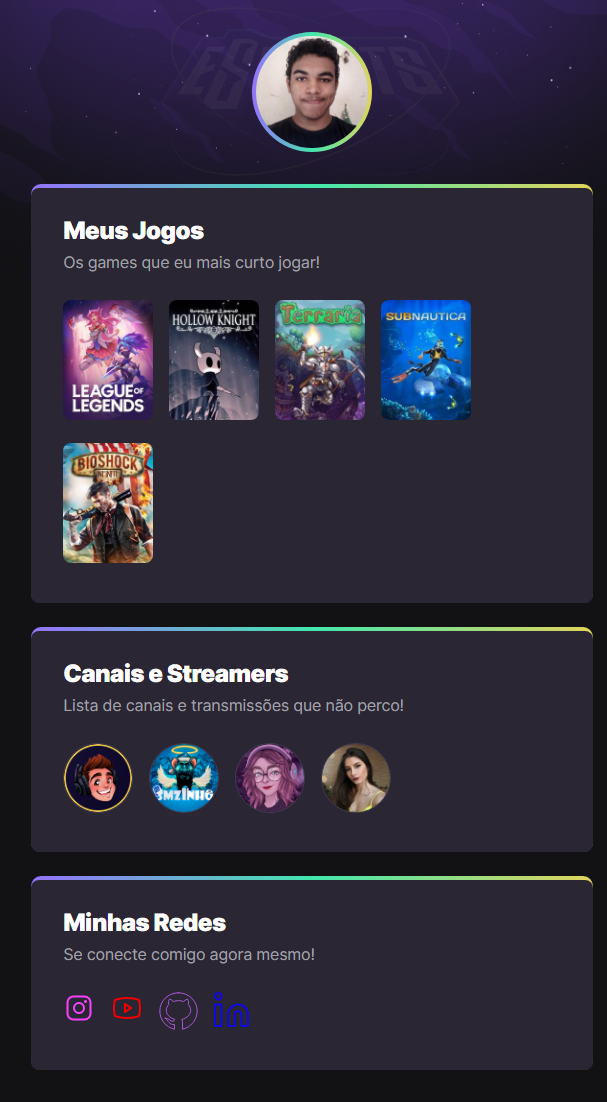 ESPORTS
Meus Jogos
Os games que eu mais curto jogar!
LEAGUE OF
LEGENDS
HOLLOW KNIGHT
Terraria
SUBNAUTICA
BIOSHOCK
INFINITE
Canais e Streamers
Lista de canais e transmissões que não perco!
Minhas Redes
Se conecte comigo agora mesmo!
in